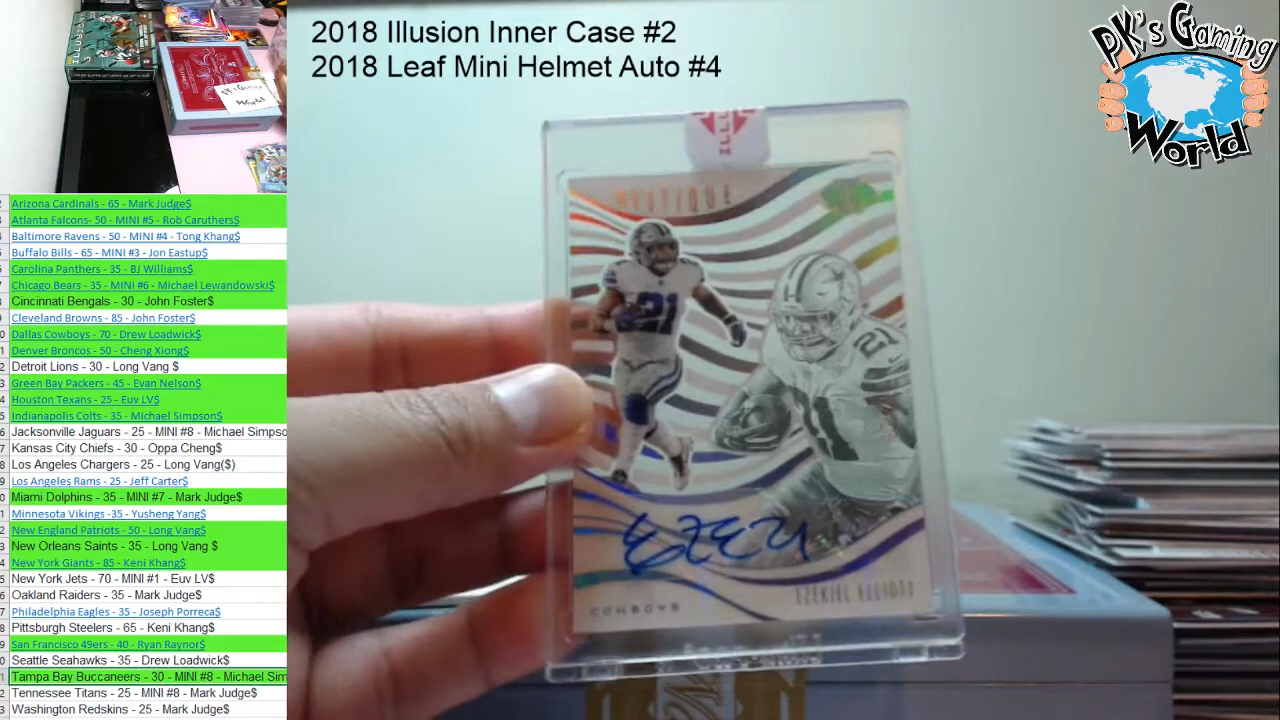 2018 Illusion Inner Case #2
2018 Leaf Mini Helmet Auto #4
PK's Gaming
World
Arizona Cardinals - 65 - Mark Judge$
Atlanta Falcons- 50 - MINI #5 - Rob Caruthers$
Baltimore Ravens - 50 - MINI #4 - Tong Khang$
Buffalo Bills - 65 - MINI #3 - Jon Eastup$
Carolina Panthers - 35 - BJ Williams$
Chicago Bears - 35 - MINI #6 - Michael Lewandowski$
Cincinnati Bengals - 30 - John Foster$
Cleveland Browns - 85 - John Foster$
Dallas Cowboys - 70 - Drew Loadwick$
Denver Broncos - 50 - Cheng Xiong$
Detroit Lions - 30 - Long Vang $
Green Bay Packers - 45 - Evan Nelson$
Houston Texans - 25 - Euv LV$
Indianapolis Colts - 35 - Michael Simpson$
Jacksonville Jaguars - 25 - MINI #8 - Michael Simpso
Kansas City Chiefs - 30 - Oppa Cheng$
Los Angeles Chargers - 25 - Long Vang($)
Los Angeles Rams - 25 - Jeff Carter$
Miami Dolphins - 35 - MINI #7 - Mark Judge$
Minnesota Vikings -35 - Yusheng Yang$
New England Patriots - 50 - Long Vang$
New Orleans Saints - 35 - Long Vang $
New York Giants - 85 - Keni Khang$
New York Jets - 70 - MINI #1 - Euv LV$
Oakland Raiders - 35 - Mark Judge$
Philadelphia Eagles - 35 - Joseph Porreca$
Pittsburgh Steelers - 65 - Keni Khang$
San Francisco 49ers - 40 - Ryan Raynor$
Seattle Seahawks - 35 - Drew Loadwick$
Tampa Bay Buccaneers - 30 - MINI #8 - Michael Sim
Tennessee Titans - 25 - MINI #8 - Mark Judge$
Washington Redskins - 25 - Mark Judge$
ILLU
MYSTIQUE
21
21
21
COWBOYS
EZEKIEL ELLIOTT